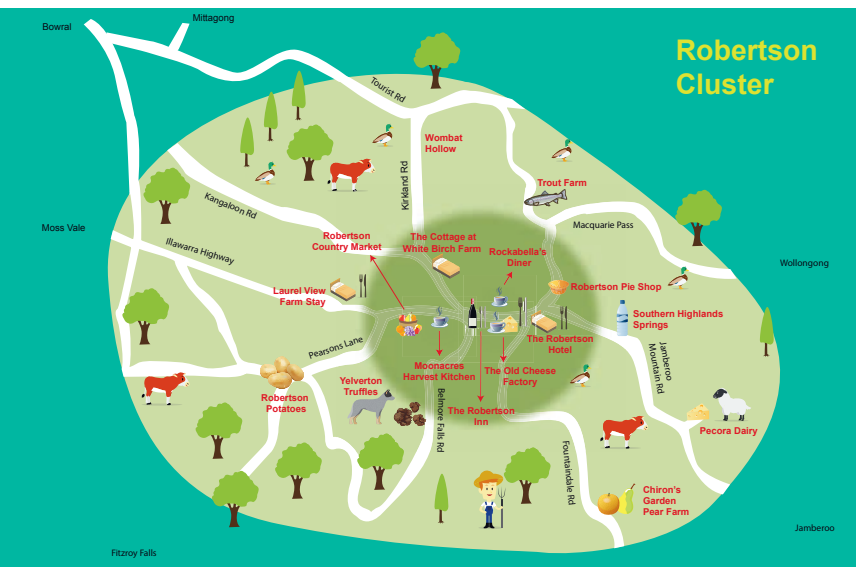 Mittagong
Bowral
Robertson
Cluster
Tourist Rd
Wombat
Hollow
Kirkland Rd
Trout Farm
Kangaloon Rd
Macquarie Pass
Moss Vale
Illawarra Highway
Robertson
Country Market
The Cottage at
White Birch Farm
Rockabella's
Diner
Wollongong
Laurel View
Farm Stay
Robertson Pie Shop
Southern Highlands
Springs
The Robertson
Hotel
Pearsons Lane
Jamberoo
Mountain Rd
Moonacres
Harvest Kitchen
The Old Cheese
Factory
Yelverton
Truffles
Robertson
Potatoes
Belmore Falls Rd
The Robertson
Inn
Pecora Dairy
Fountaindale Rd
Chiron's
Garden
Pear Farm
Jamberoo
Fitzroy Falls